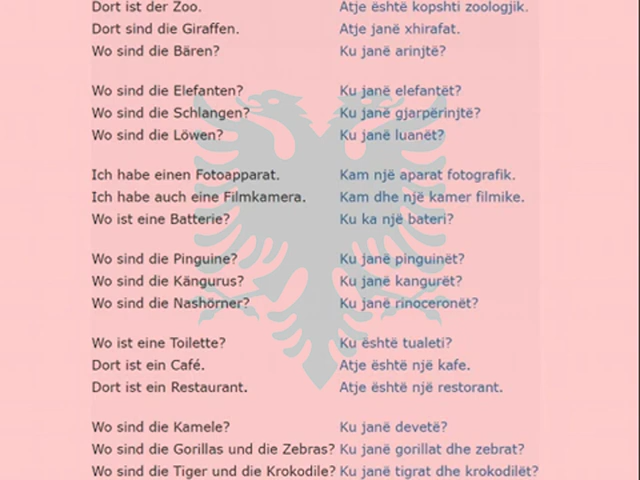 Dort ist der Zoo. Atje është kopshti zoologjik.
Dort sind die Giraffen. Atje janë xhirafat.
Wo sind die Bären? Ku janë arinjtë?
Wo sind die Elefanten? Ku janë elefantët?
Wo sind die Schlangen? Ku janë gjarpërinjtë?
Wo sind die Löwen? Ku janë luanët?
Ich habe einen Fotoapparat. Kam një aparat fotografik.
Ich habe auch eine Filmkamera. Kam dhe një kamer filmike.
Wo ist eine Batterie? Ku ka një bateri?
Wo sind die Pinguine? Ku janë pinguinët?
Wo sind die Kängurus? Ku janë kangurët?
Wo sind die Nashörner? Ku janë rinoceronët?
Wo ist eine Toilette? Ku është tualeti?
Dort ist ein Café. Atje është një kafe.
Dort ist ein Restaurant. Atje është një restorant.
Wo sind die Kamele? Ku janë devetë?
Wo sind die Gorillas und die Zebras? Ku janë gorillat dhe zebrat?
Wo sind die Tiger und die Krokodile? Ku janë tigrat dhe krokodilët?